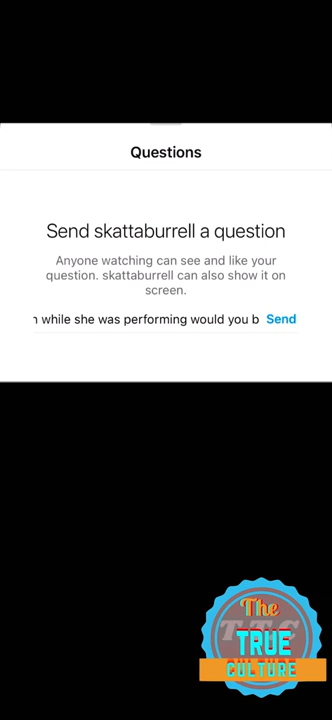 Questions
Send skattaburrell a question
Anyone watching can see and like your
question. skattaburrell can also show it on
screen.
while she was performing would you b Send
The
T.T.C
TRUE
CULTURE